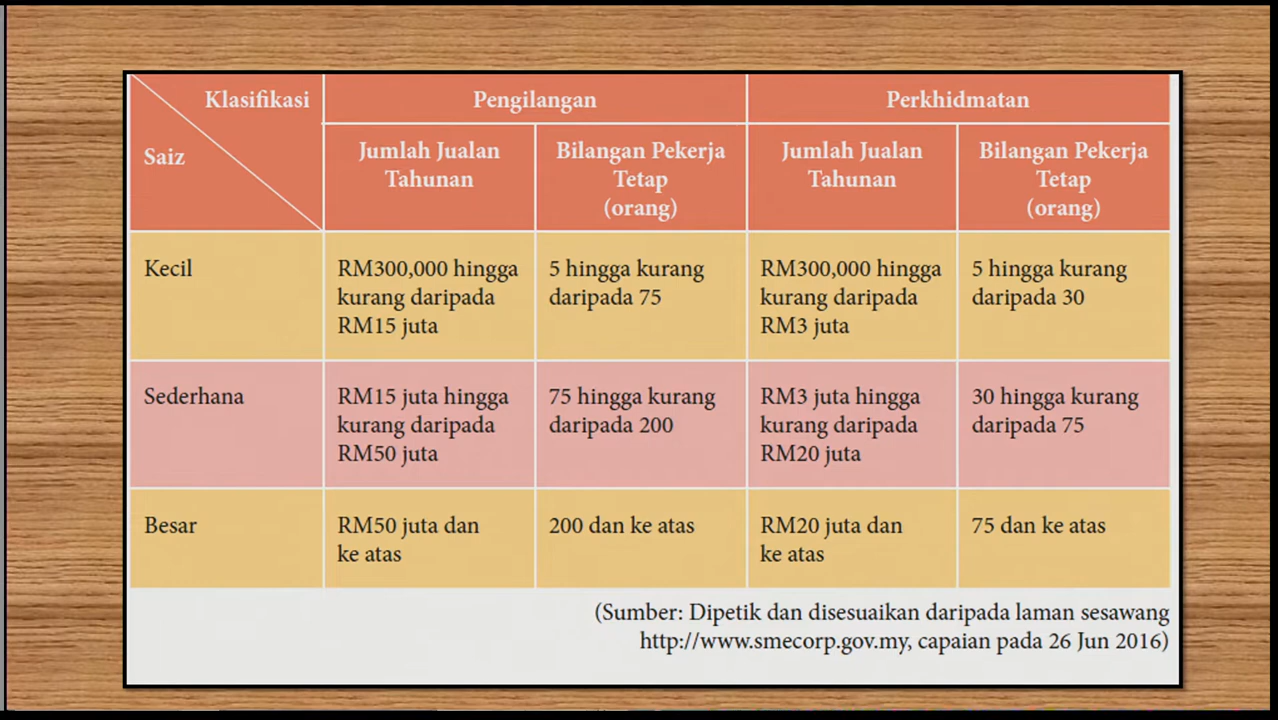 Klasifikasi
Saiz
Pengilangan
Perkhidmatan
Jumlah Jualan
Tahunan
Bilangan Pekerja
Tetap
(orang)
Jumlah Jualan
Tahunan
Bilangan Pekerja
Tetap
(orang)
Kecil
RM300,000 hingga
kurang daripada
RM15 juta
5 hingga kurang
daripada 75
RM300,000 hingga
kurang daripada
RM3 juta
5 hingga kurang
daripada 30
Sederhana
RM15 juta hingga
kurang daripada
RM50 juta
75 hingga kurang
daripada 200
RM3 juta hingga
kurang daripada
RM20 juta
30 hingga kurang
daripada 75
Besar
RM50 juta dan
ke atas
200 dan ke atas
RM20 juta dan
ke atas
75 dan ke atas
(Sumber: Dipetik dan disesuaikan daripada laman sesawang
http://www.smecorp.gov.my, capaian pada 26 Jun 2016)